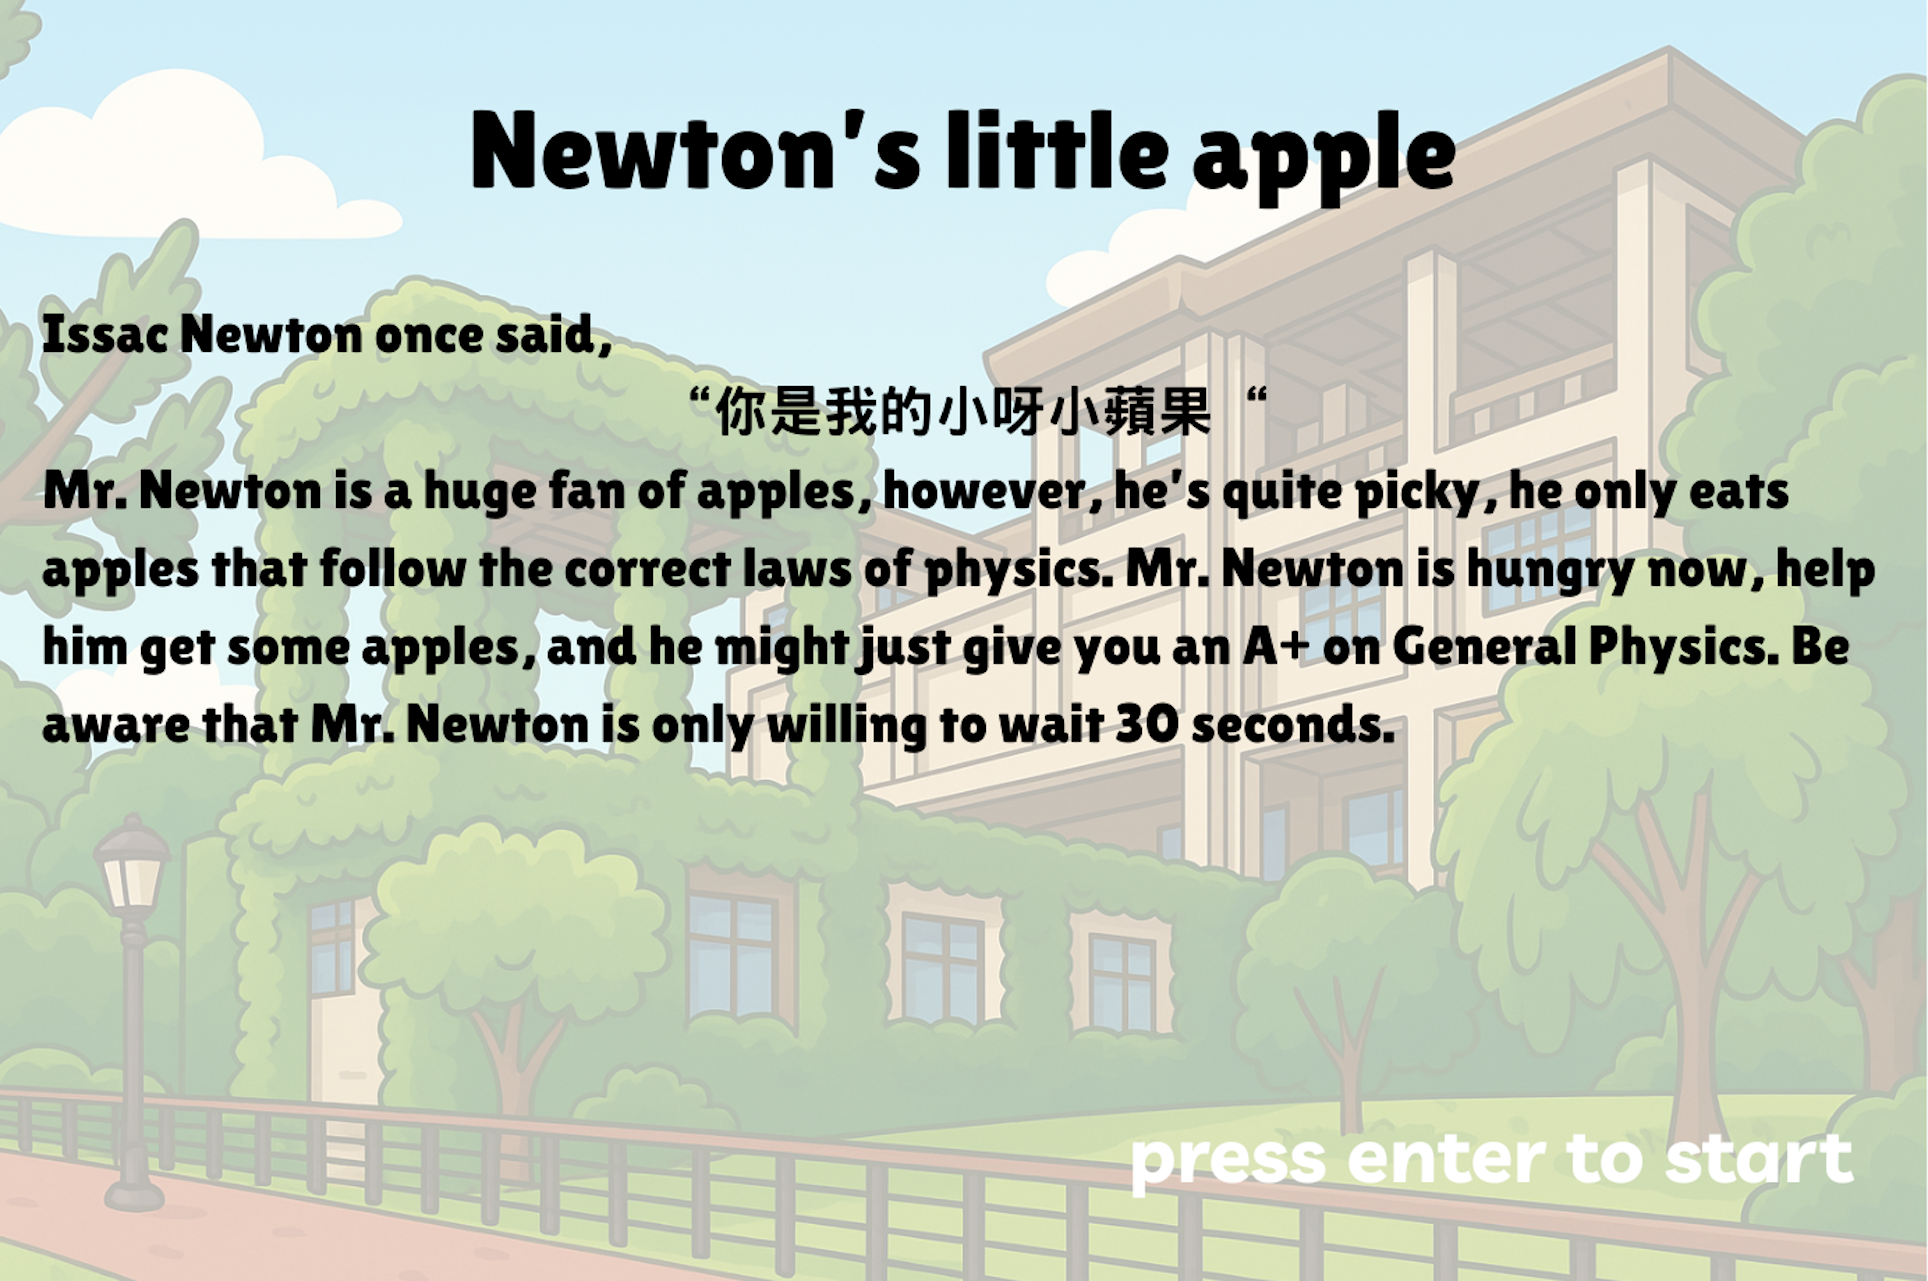 Newton's little apple
Issac Newton once said,
“你是我的小呀小蘋果“
Mr. Newton is a huge fan of apples, however, he's quite picky, he only eats
apples that follow the correct laws of physics. Mr. Newton is hungry now, help
him get some apples, and he might just give you an A+ on General Physics. Be
aware that Mr. Newton is only willing to wait 30 seconds.
press enter to start